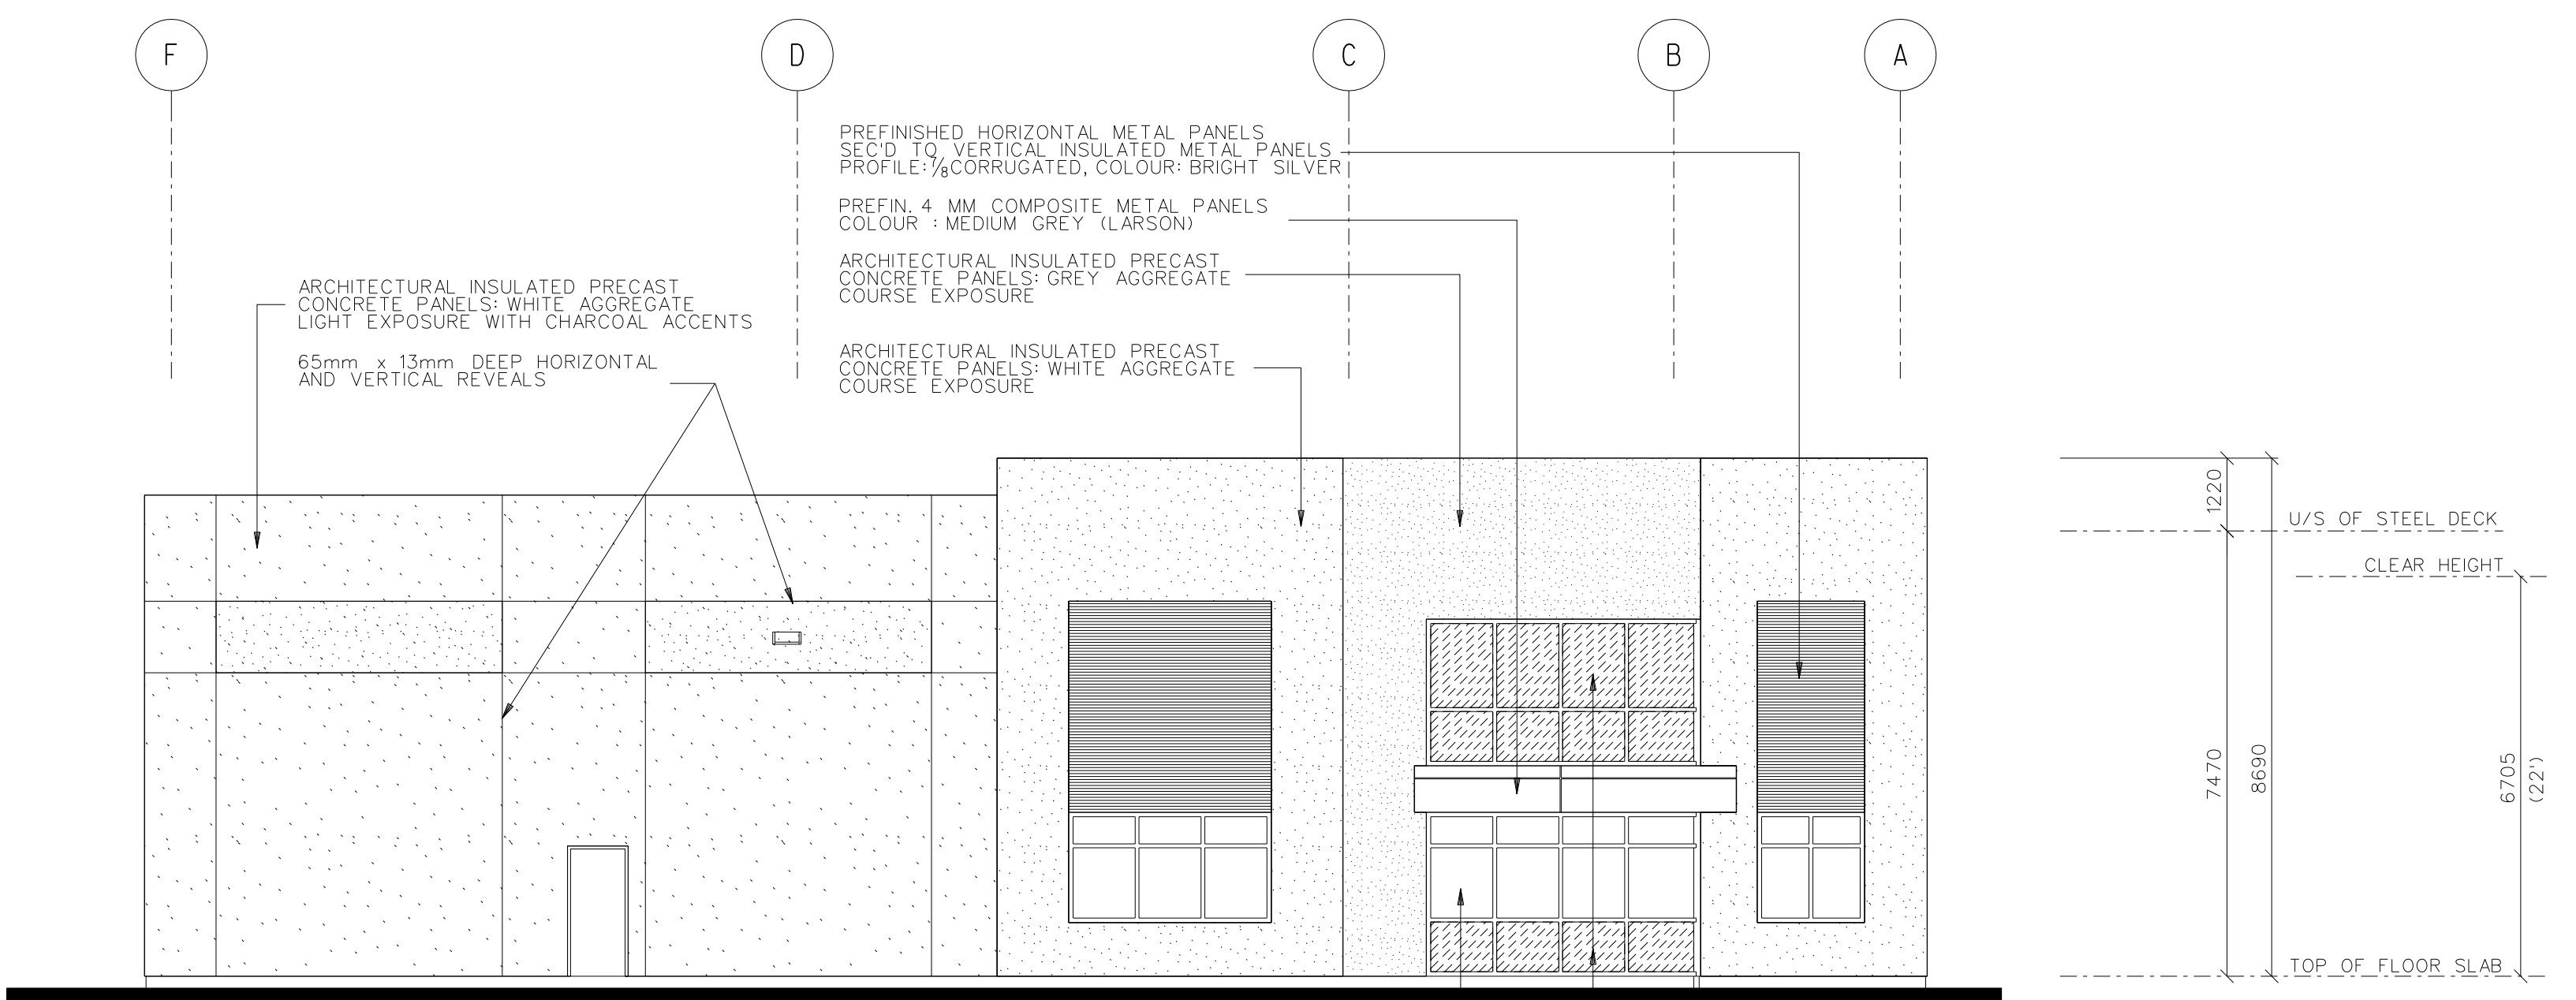 F
D
C
B
A
PREFINISHED HORIZONTAL METAL PANELS
SEC'D TO VERTICAL INSULATED METAL PANELS
PROFILE: 7/8 CORRUGATED, COLOUR: BRIGHT SILVER
PREFIN. 4 MM COMPOSITE METAL PANELS
COLOUR : MEDIUM GREY (LARSON)
ARCHITECTURAL INSULATED PRECAST
CONCRETE PANELS: GREY AGGREGATE
COURSE EXPOSURE
ARCHITECTURAL INSULATED PRECAST
CONCRETE PANELS: WHITE AGGREGATE
LIGHT EXPOSURE WITH CHARCOAL ACCENTS
65mm x 13mm DEEP HORIZONTAL
AND VERTICAL REVEALS
ARCHITECTURAL INSULATED PRECAST
CONCRETE PANELS: WHITE AGGREGATE
COURSE EXPOSURE
1220
U/S OF STEEL DECK
CLEAR HEIGHT
7470
8690
6705
(22')
TOP OF FLOOR SLAB